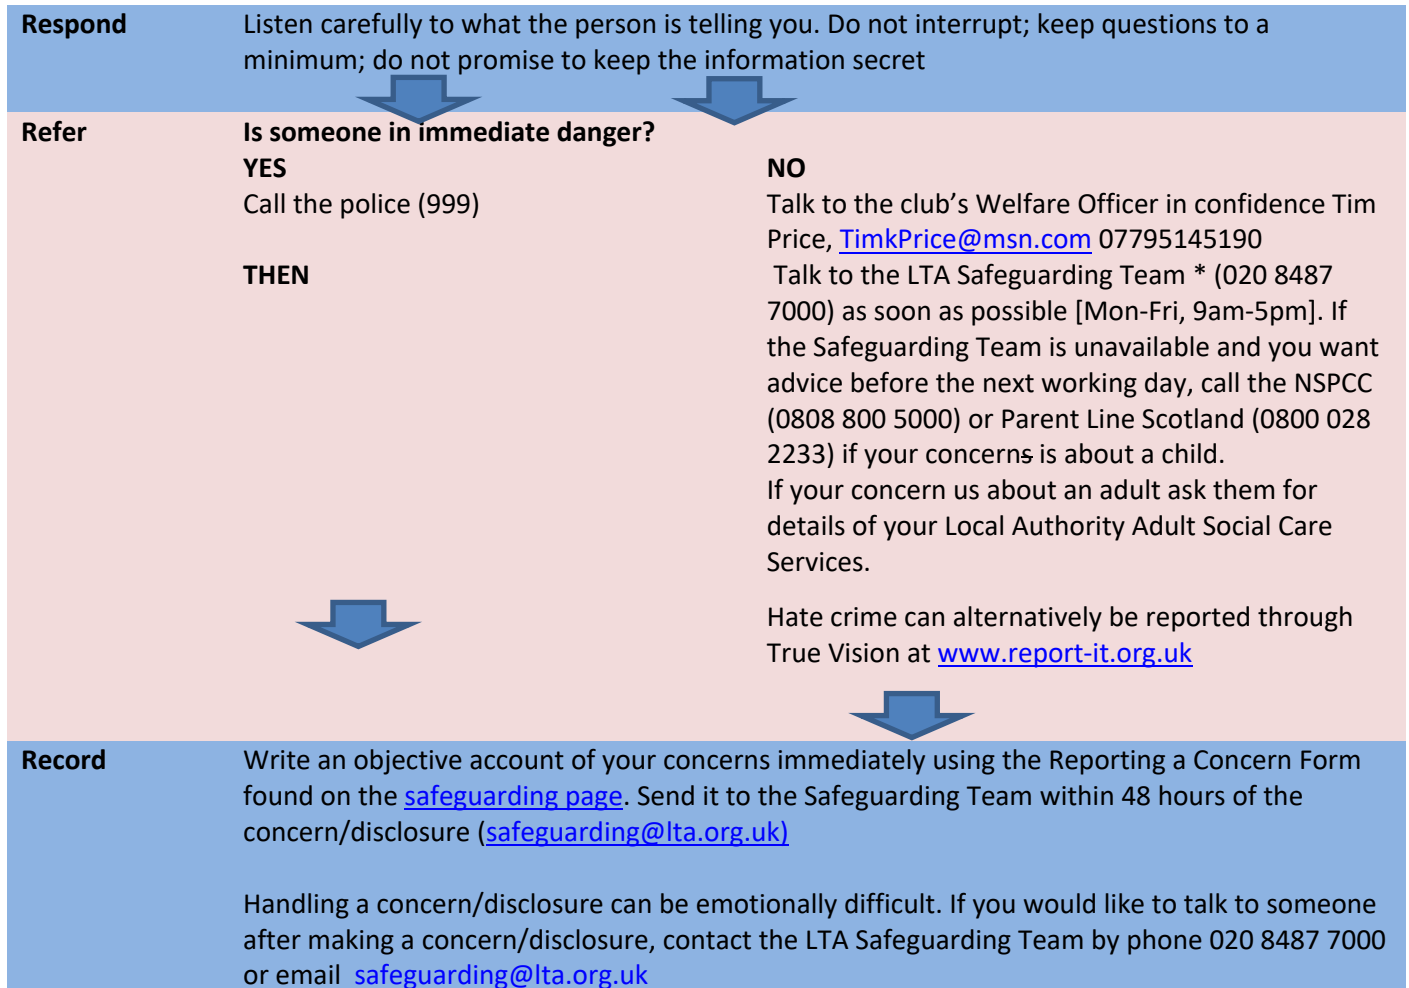 Respond
Listen carefully to what the person is telling you. Do not interrupt; keep questions to a
minimum; do not promise to keep the information secret
Refer
Is someone in immediate danger?
YES
Call the police (999)
THEN
NO
Talk to the club’s Welfare Officer in confidence Tim
Price, TimkPrice@msn.com 07795145190
Talk to the LTA Safeguarding Team * (020 8487
7000) as soon as possible [Mon-Fri, 9am-5pm]. If
the Safeguarding Team is unavailable and you want
advice before the next working day, call the NSPCC
(0808 800 5000) or Parent Line Scotland (0800 028
2233) if your concerns is about a child.
If your concern us about an adult ask them for
details of your Local Authority Adult Social Care
Services.
Hate crime can alternatively be reported through
True Vision at www.report-it.org.uk
Record
Write an objective account of your concerns immediately using the Reporting a Concern Form
found on the safeguarding page. Send it to the Safeguarding Team within 48 hours of the
concern/disclosure (safeguarding@lta.org.uk)
Handling a concern/disclosure can be emotionally difficult. If you would like to talk to someone
after making a concern/disclosure, contact the LTA Safeguarding Team by phone 020 8487 7000
or email safeguarding@lta.org.uk